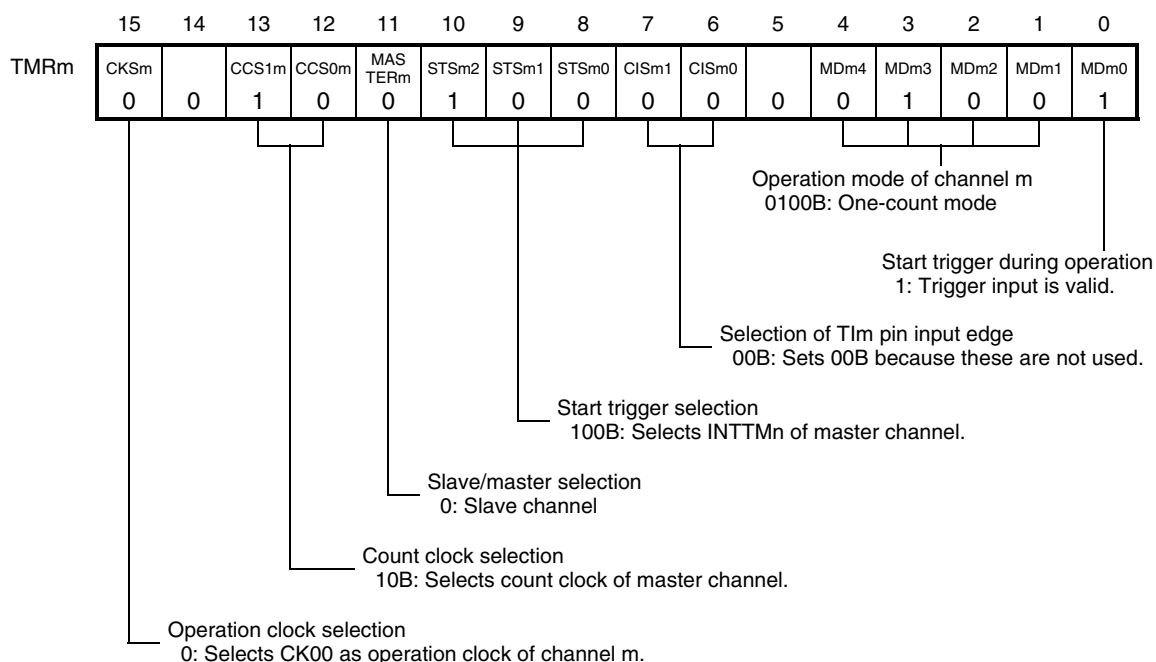 15 14 13 12 11 10 9 8 7 6 5 4 3 2 1 0
TMRm CKSm CCS1m CCS0m MAS TERm STSm2 STSm1 STSm0 CISm1 CISm0 MDm4 MDm3 MDm2 MDm1 MDm0
0 0 1 0 0 1 0 0 0 0 0 0 1 0 0 1
Operation mode of channel m
0100B: One-count mode
Start trigger during operation
1: Trigger input is valid.
Selection of TIm pin input edge
00B: Sets 00B because these are not used.
Start trigger selection
100B: Selects INTTMn of master channel.
Slave/master selection
0: Slave channel
Count clock selection
10B: Selects count clock of master channel.
Operation clock selection
0: Selects CK00 as operation clock of channel m.